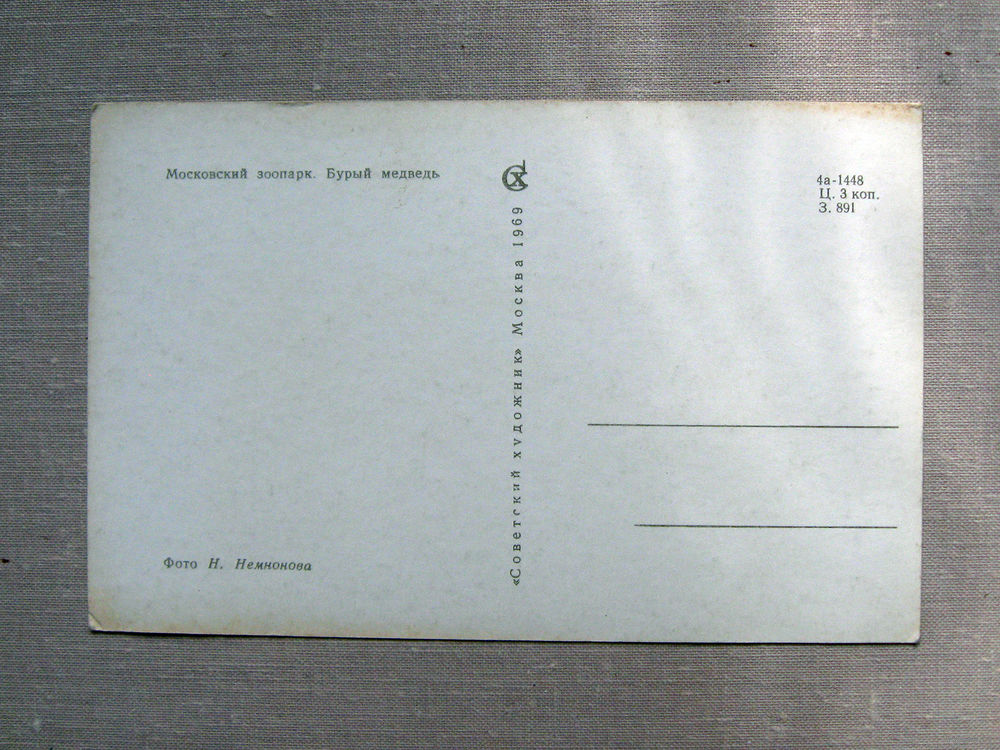 Московский зоопарк. Бурый медведь
СХ
4а-1448
Ц. 3 коп.
З. 891
«Советский художник» Москва 1969
Фото Н. Немнонова